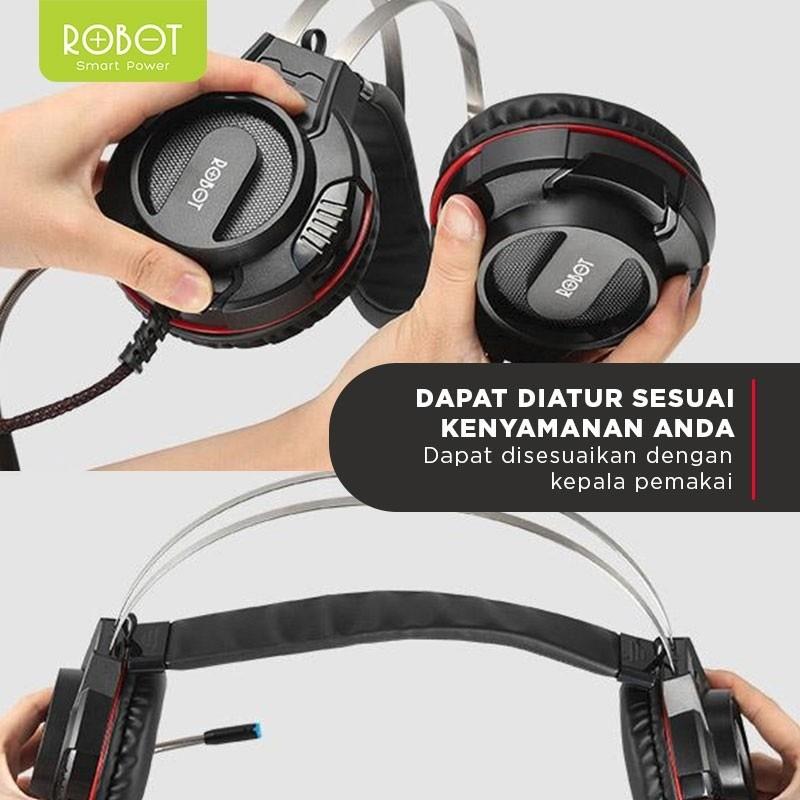 ROBOT
Smart Power
ROBOT
ROBOT
DAPAT DIATUR SESUAI
KENYAMANAN ANDA
Dapat disesuaikan dengan
kepala pemakai